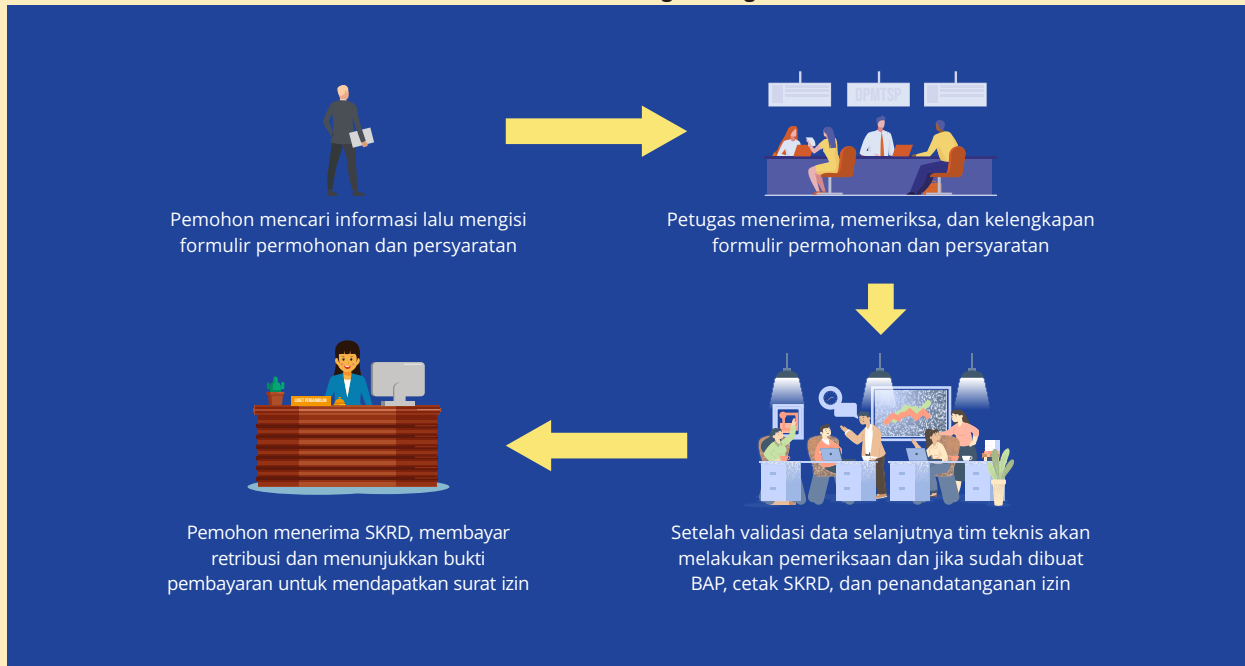 DPMTSP
Pemohon mencari informasi lalu mengisi
formulir permohonan dan persyaratan
Petugas menerima, memeriksa, dan kelengkapan
formulir permohonan dan persyaratan
Pemohon menerima SKRD, membayar
retribusi dan menunjukkan bukti
pembayaran untuk mendapatkan surat izin
Setelah validasi data selanjutnya tim teknis akan
melakukan pemeriksaan dan jika sudah dibuat
BAP, cetak SKRD, dan penandatanganan izin